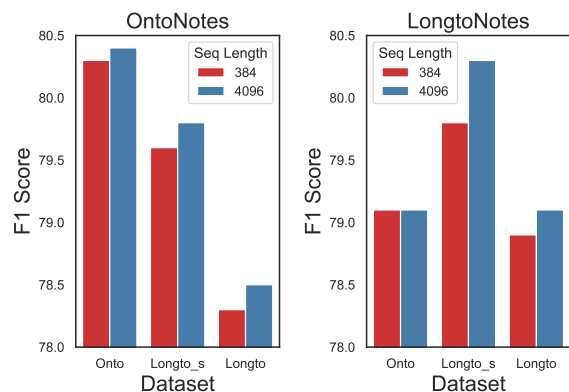 OntoNotes
80.5
80.0
79.5
79.0
78.5
78.0
F1 Score
Seq Length
384
4096
Onto Longto_s Longto
Dataset
LongtoNotes
80.5
80.0
79.5
79.0
78.5
78.0
F1 Score
Seq Length
384
4096
Onto Longto_s Longto
Dataset